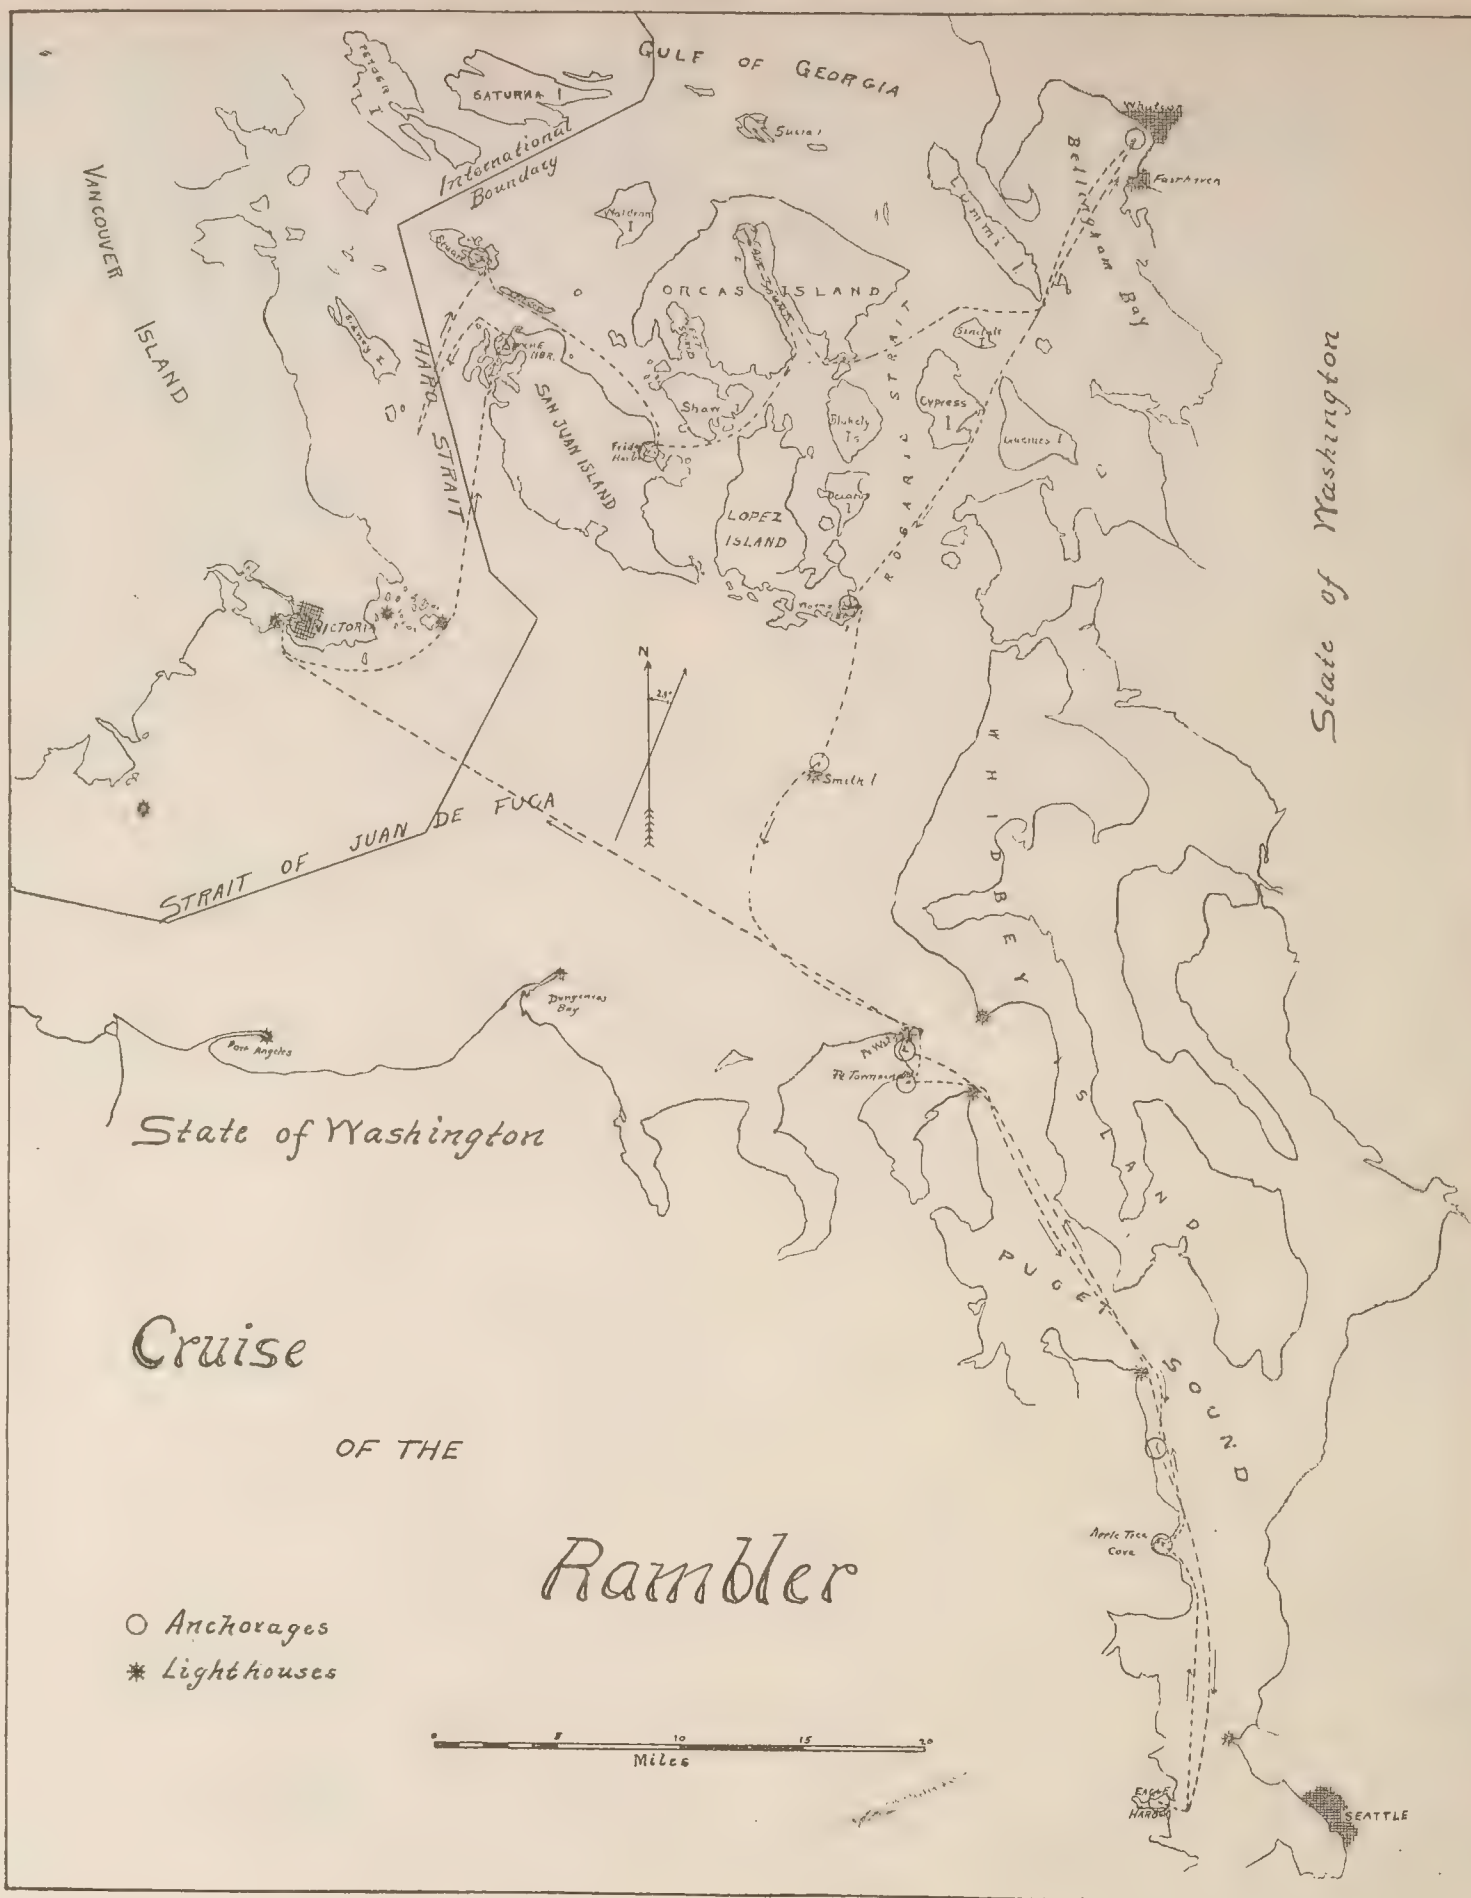 GULF OF GEORGIA
PENDER I
SATURNA I
International
Boundary
Sucia I
Whatcom
Fairhaven
Bellingham Bay
Lummi I.
VANCOUVER
ISLAND
Waldron
I
Stuart
ORCAS ISLAND
Sidney I.
HARO
STRAIT
HBR.
SAN JUAN ISLAND
Shaw I
Friday
Harbor
Sinclair
I
Cypress
I
Guemes I
Blakely
Is
Decatur
I
ROSARIO STRAIT
LOPEZ
ISLAND
State of Washington
VICTORIA
N
Smith I
WHIDBEY ISLAND
STRAIT OF JUAN DE FUCA
Dungeness
Bay
Port Angeles
Pt Townsend
State of Washington
PUGET
SOUND
Cruise
OF THE
Rambler
Apple Tree
Cove
Anchorages
Lighthouses
0 5 10 15 20
Miles
EAGLE
HARBOR
SEATTLE